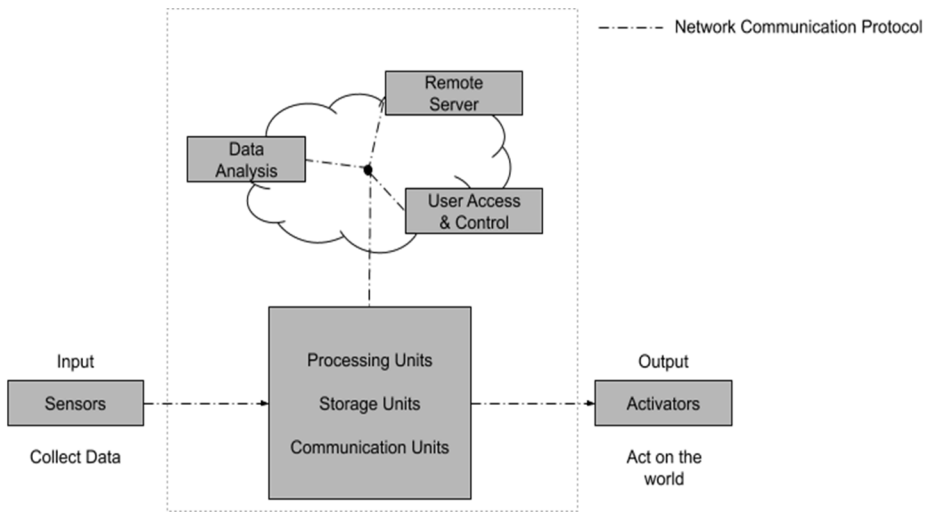 Network Communication Protocol
Remote
Server
Data
Analysis
User Access
& Control
Input
Sensors
Collect Data
Processing Units
Storage Units
Communication Units
Output
Activators
Act on the
world